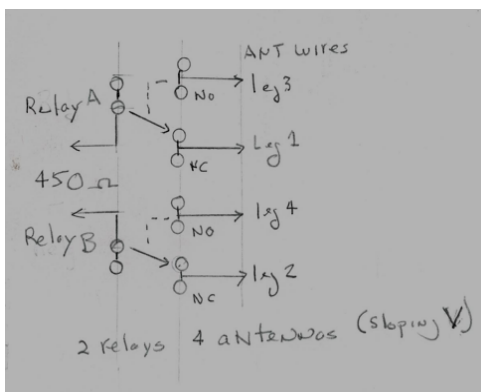 ANT wires
leg 3
Relay A
NO
Leg 1
NC
450 Ω
leg 4
Relay B
NO
leg 2
NC
2 relays 4 antennas (sloping V)